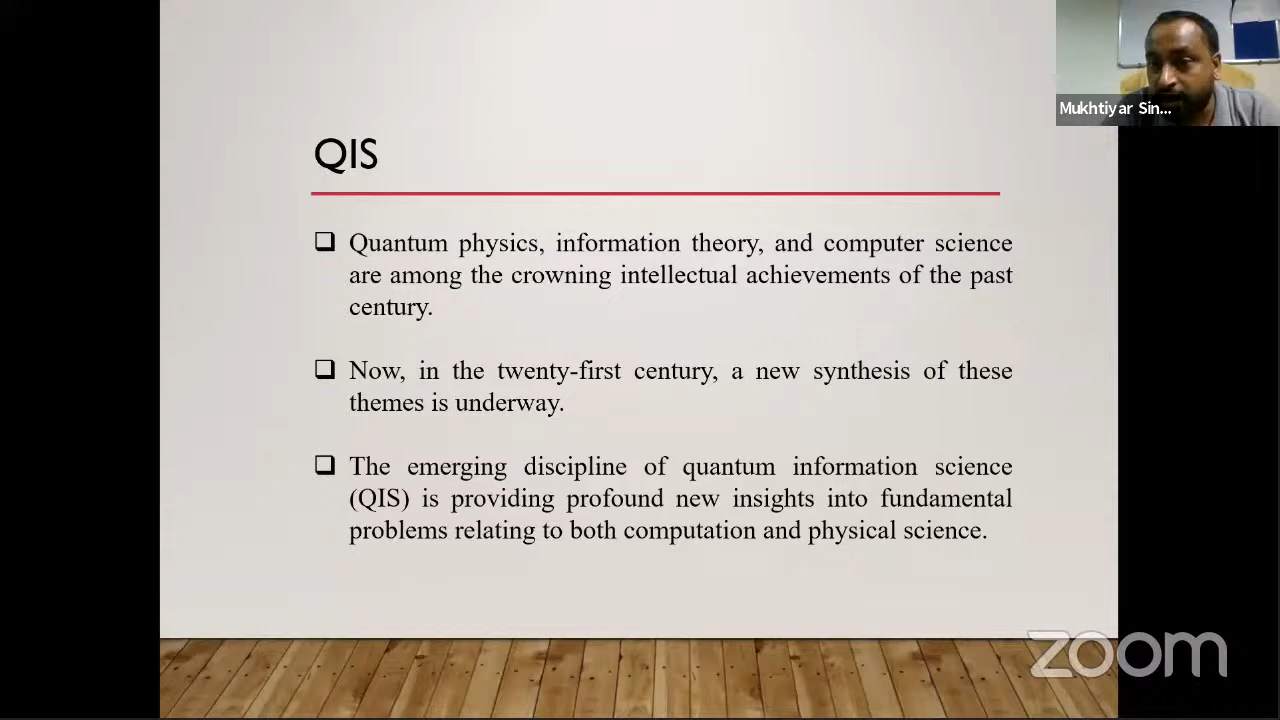 Mukhtiyar Sin...
QIS
❑ Quantum physics, information theory, and computer science
are among the crowning intellectual achievements of the past
century.
❑ Now, in the twenty-first century, a new synthesis of these
themes is underway.
❑ The emerging discipline of quantum information science
(QIS) is providing profound new insights into fundamental
problems relating to both computation and physical science.
zoom